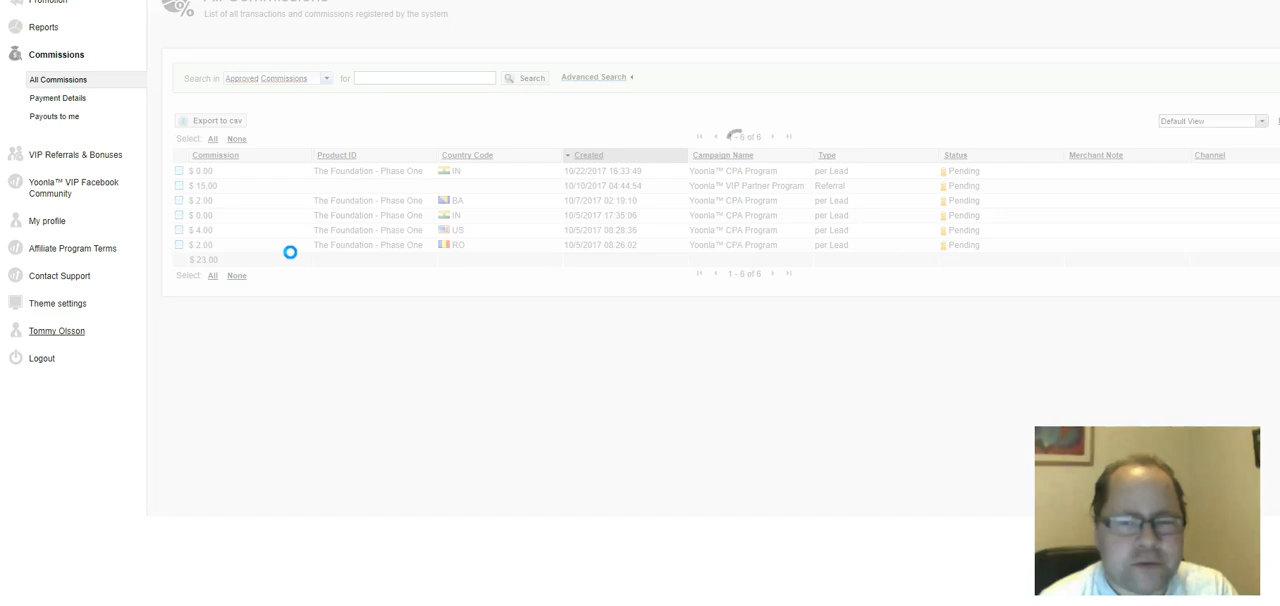 Promotion
All Commissions
List of all transactions and commissions registered by the system
Reports
Commissions
All Commissions
Payment Details
Payouts to me
VIP Referrals & Bonuses
Yoonla™ VIP Facebook
Community
My profile
Affiliate Program Terms
Contact Support
Theme settings
Tommy Olsson
Logout
Search in Approved Commissions for Search Advanced Search
Export to csv
Default View
Select: All None
- 6 of 6
Commission Product ID Country Code Created Campaign Name Type Status Merchant Note Channel
$ 0.00 The Foundation - Phase One IN 10/22/2017 16:33:49 Yoonla™ CPA Program per Lead Pending
$ 15.00 10/10/2017 04:44:54 Yoonla™ VIP Partner Program Referral Pending
$ 2.00 The Foundation - Phase One BA 10/7/2017 02:19:10 Yoonla™ CPA Program per Lead Pending
$ 0.00 The Foundation - Phase One IN 10/5/2017 17:35:06 Yoonla™ CPA Program per Lead Pending
$ 4.00 The Foundation - Phase One US 10/5/2017 08:28:36 Yoonla™ CPA Program per Lead Pending
$ 2.00 The Foundation - Phase One RO 10/5/2017 08:26:02 Yoonla™ CPA Program per Lead Pending
$ 23.00
Select: All None
1 - 6 of 6